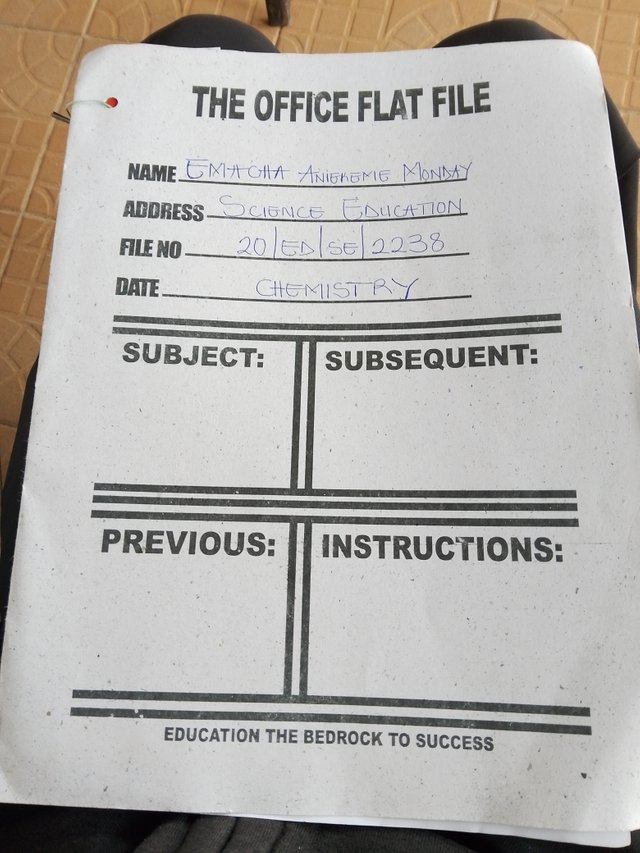 THE OFFICE FLAT FILE
NAME EMACHA ANIEKEME MONDAY
ADDRESS SCIENCE EDUCATION
FILE NO 20/ED/SE/2238
DATE CHEMISTRY
SUBJECT: SUBSEQUENT:
PREVIOUS: INSTRUCTIONS:
EDUCATION THE BEDROCK TO SUCCESS